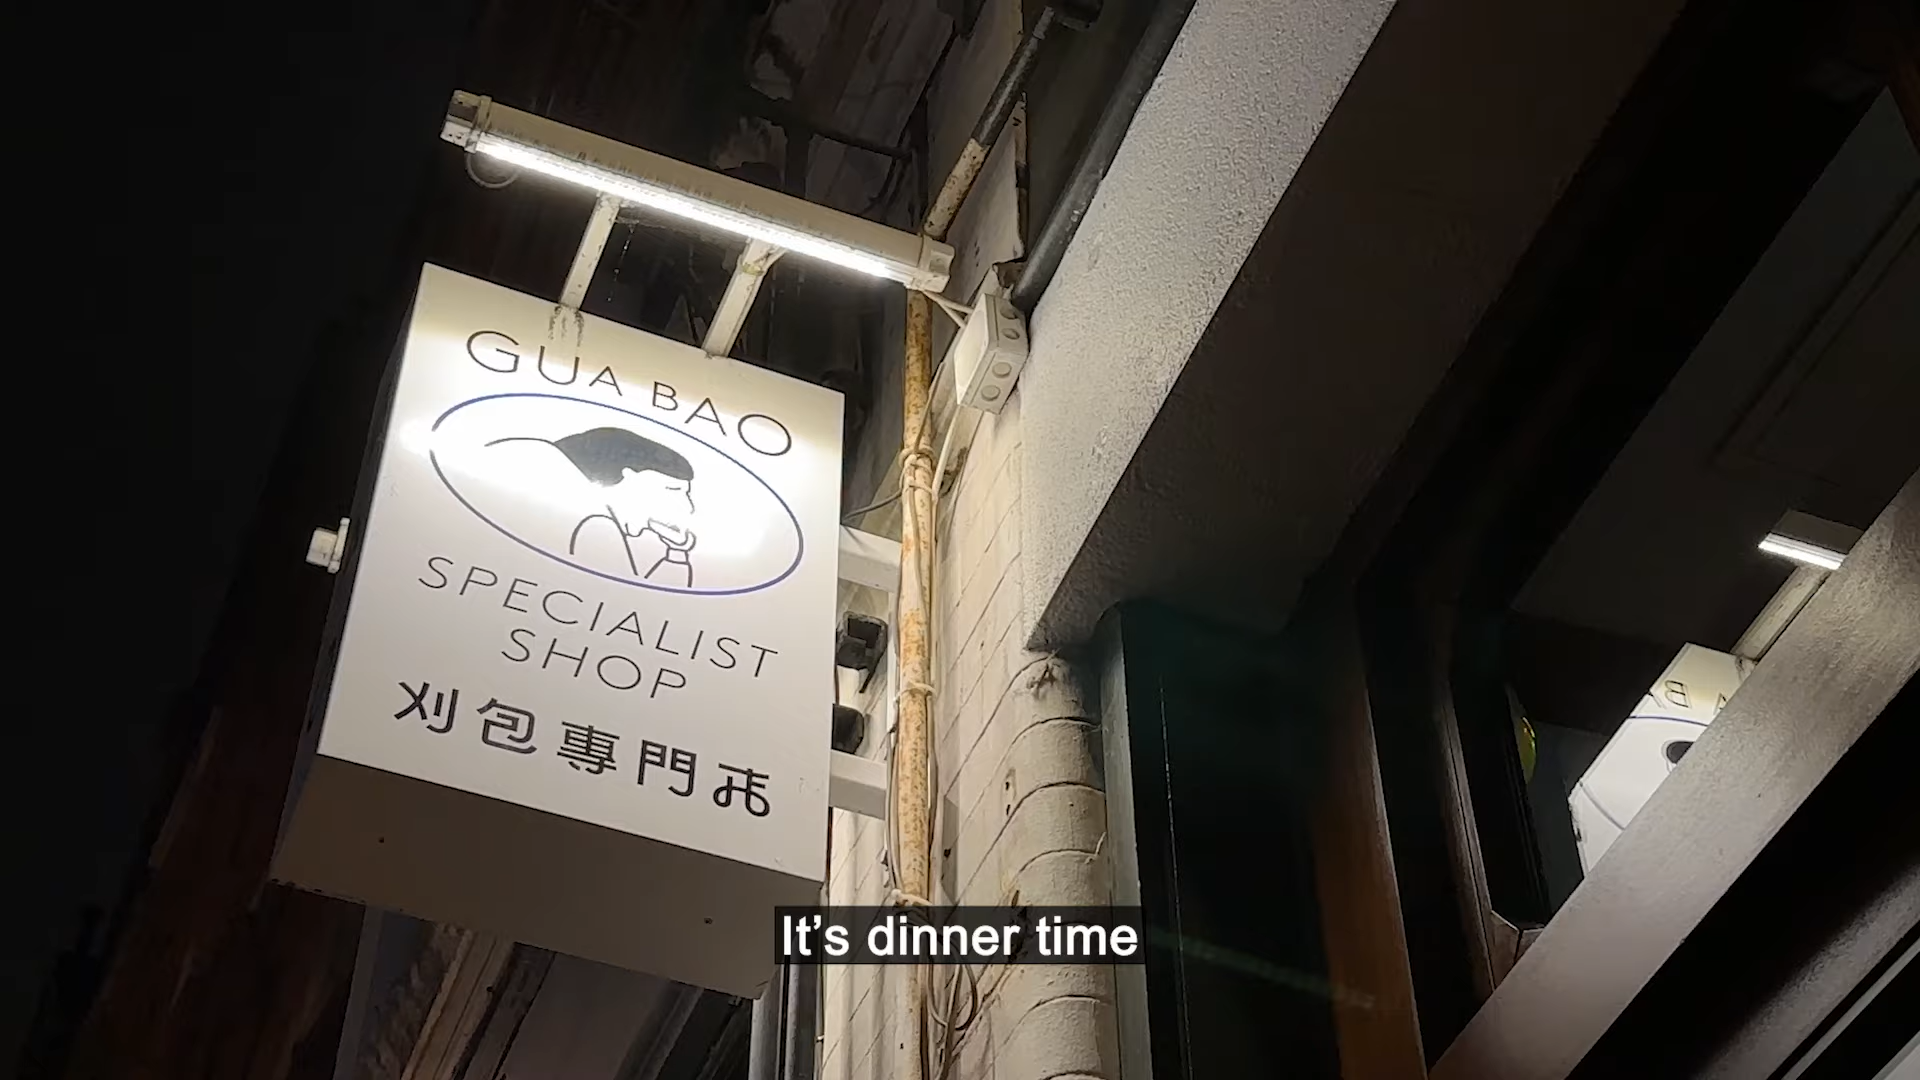 GUA BAO
SPECIALIST
SHOP
刈包專門店
It's dinner time